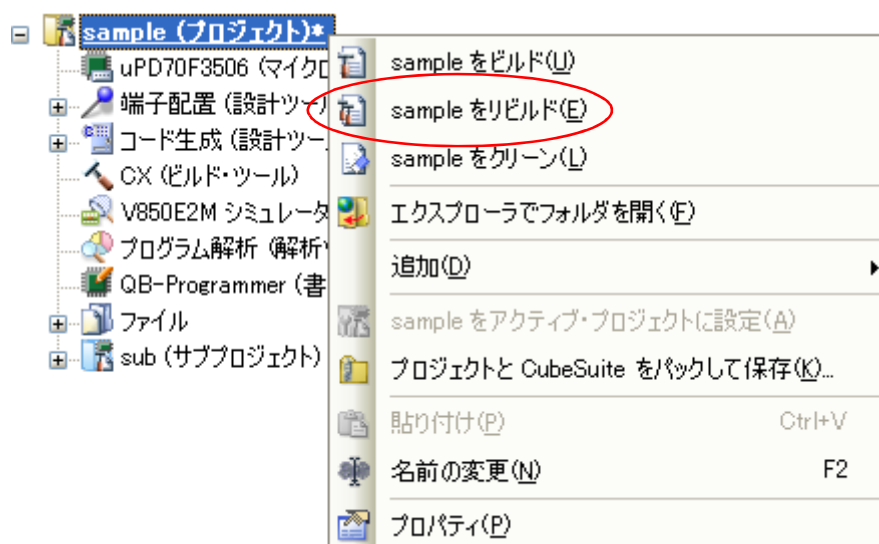 sample (プロジェクト)*
uPD70F3506 (マイクロ
端子配置 (設計ツー
コード生成 (設計ツー
CX (ビルド・ツール)
V850E2M シミュレータ
プログラム解析 (解析
QB-Programmer (書
ファイル
sub (サブプロジェクト)
sample をビルド(U)
sample をリビルド(E)
sample をクリーン(L)
エクスプローラでフォルダを開く(F)
追加(D)
sample をアクティブ・プロジェクトに設定(A)
プロジェクトと CubeSuite をパックして保存(K)...
貼り付け(P) Ctrl+V
名前の変更(N) F2
プロパティ(P)